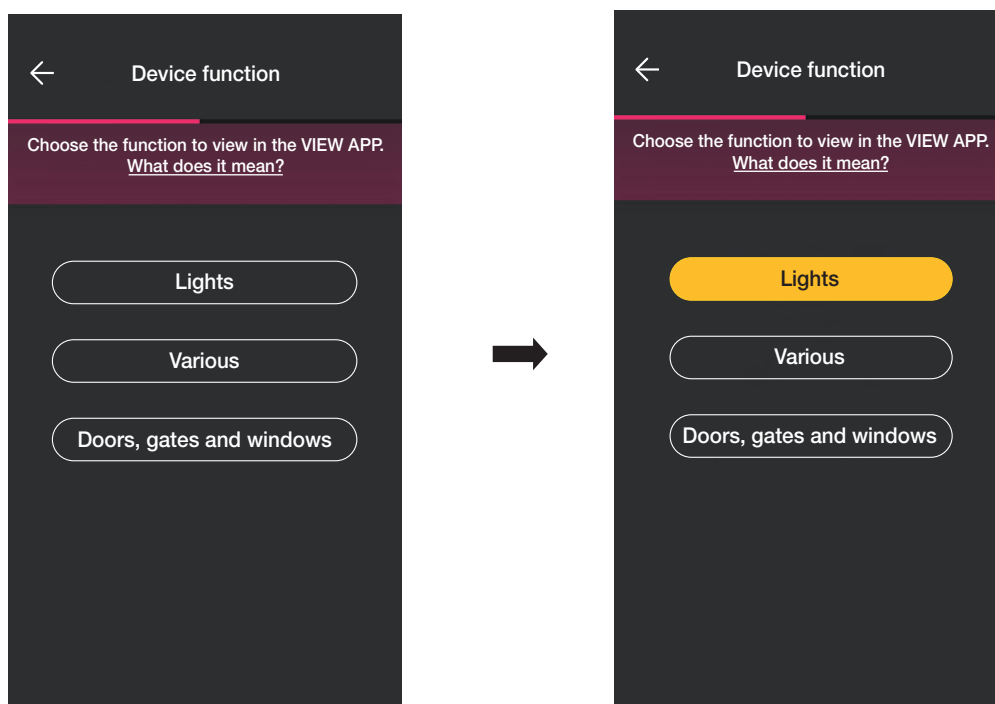 Device function
Choose the function to view in the VIEW APP.
What does it mean?
Lights
Various
Doors, gates and windows
Device function
Choose the function to view in the VIEW APP.
What does it mean?
Lights
Various
Doors, gates and windows